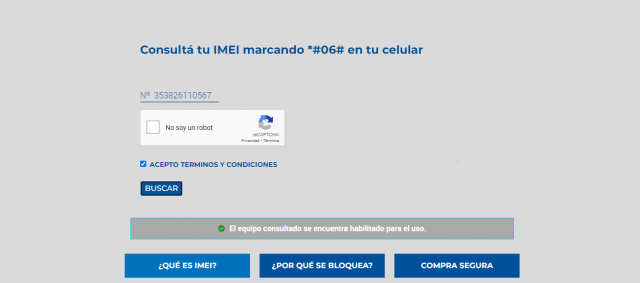 Consultá tu IMEI marcando *#06# en tu celular
Nº 353826110567
No soy un robot
reCAPTCHA
Privacidad - Términos
ACEPTO TERMINOS Y CONDICIONES
BUSCAR
El equipo consultado se encuentra habilitado para el uso.
¿QUÉ ES IMEI?
¿POR QUÉ SE BLOQUEA?
COMPRA SEGURA